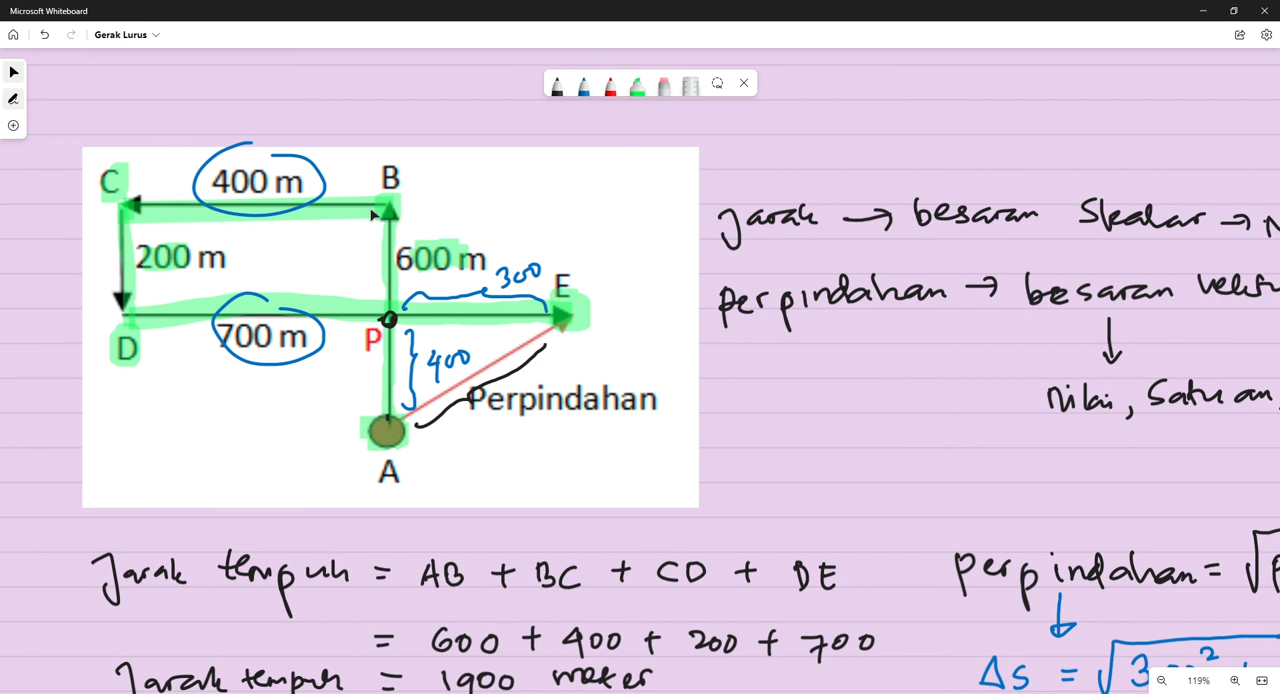 Microsoft Whiteboard
Gerak Lurus
C
400 m
B
200 m
600 m
300
E
D
700 m
P
400
Perpindahan
A
Jarak → besaran Skalar →
perpindahan → besaran
Nilai, Satuan,
Jarak tempuh = AB + BC + CD + DE
= 600 + 400 + 200 + 700
Jarak tempuh = 1900 meter
perpindahan = √
Δs = √
119%